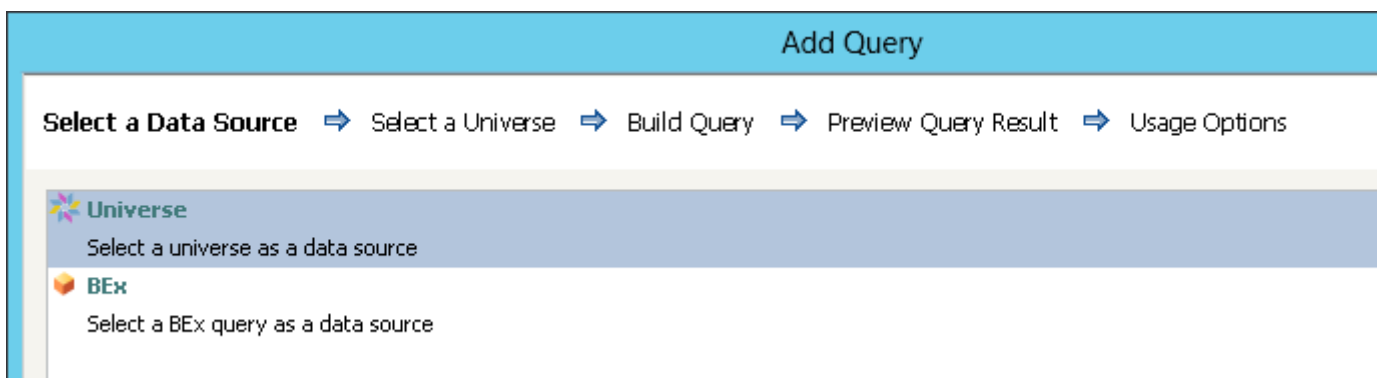 Add Query
Select a Data Source ⇨ Select a Universe ⇨ Build Query ⇨ Preview Query Result ⇨ Usage Options
Universe
Select a universe as a data source
BEx
Select a BEx query as a data source